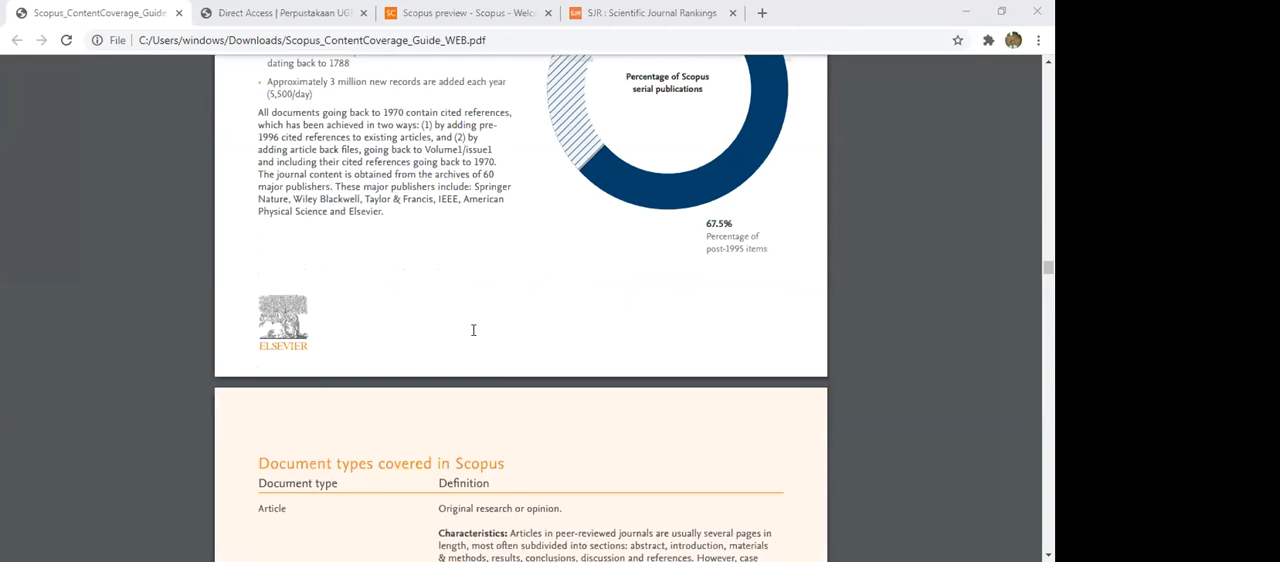 Scopus_ContentCoverage_Guide
Direct Access | Perpustakaan UGM
SC Scopus preview - Scopus - Welco
SJR SJR : Scientific Journal Rankings
File C:/Users/windows/Downloads/Scopus_ContentCoverage_Guide_WEB.pdf
dating back to 1788
• Approximately 3 million new records are added each year
(5,500/day)
All documents going back to 1970 contain cited references,
which has been achieved in two ways: (1) by adding pre-
1996 cited references to existing articles, and (2) by
adding article back files, going back to Volume1/issue1
and including their cited references going back to 1970.
The journal content is obtained from the archives of 60
major publishers. These major publishers include: Springer
Nature, Wiley Blackwell, Taylor & Francis, IEEE, American
Physical Science and Elsevier.
Percentage of Scopus
serial publications
67.5%
Percentage of
post-1995 items
ELSEVIER
Document types covered in Scopus
Document type Definition
Article Original research or opinion.
Characteristics: Articles in peer-reviewed journals are usually several pages in
length, most often subdivided into sections: abstract, introduction, materials
& methods, results, conclusions, discussion and references. However, case